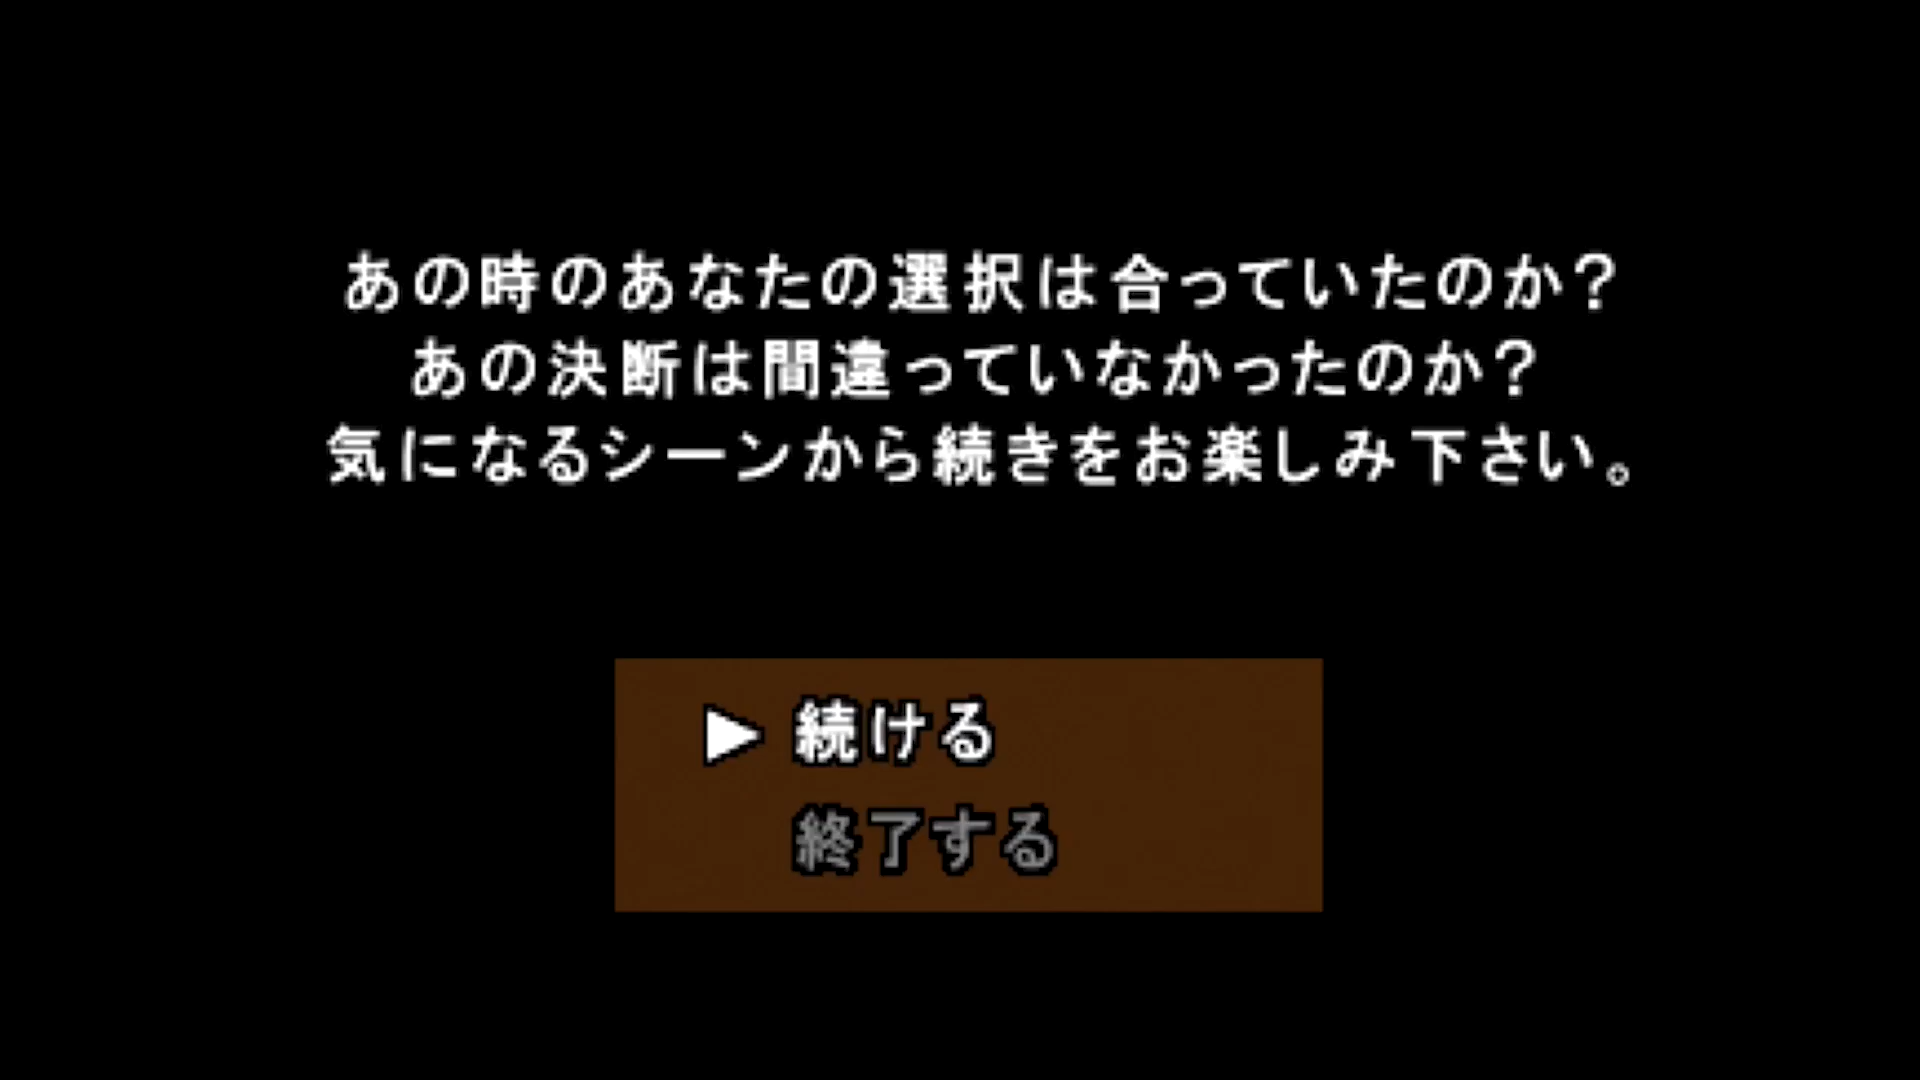 あの時のあなたの選択は合っていたのか？
あの決断は間違っていなかったのか？
気になるシーンから続きをお楽しみ下さい。
▶ 続ける
終了する